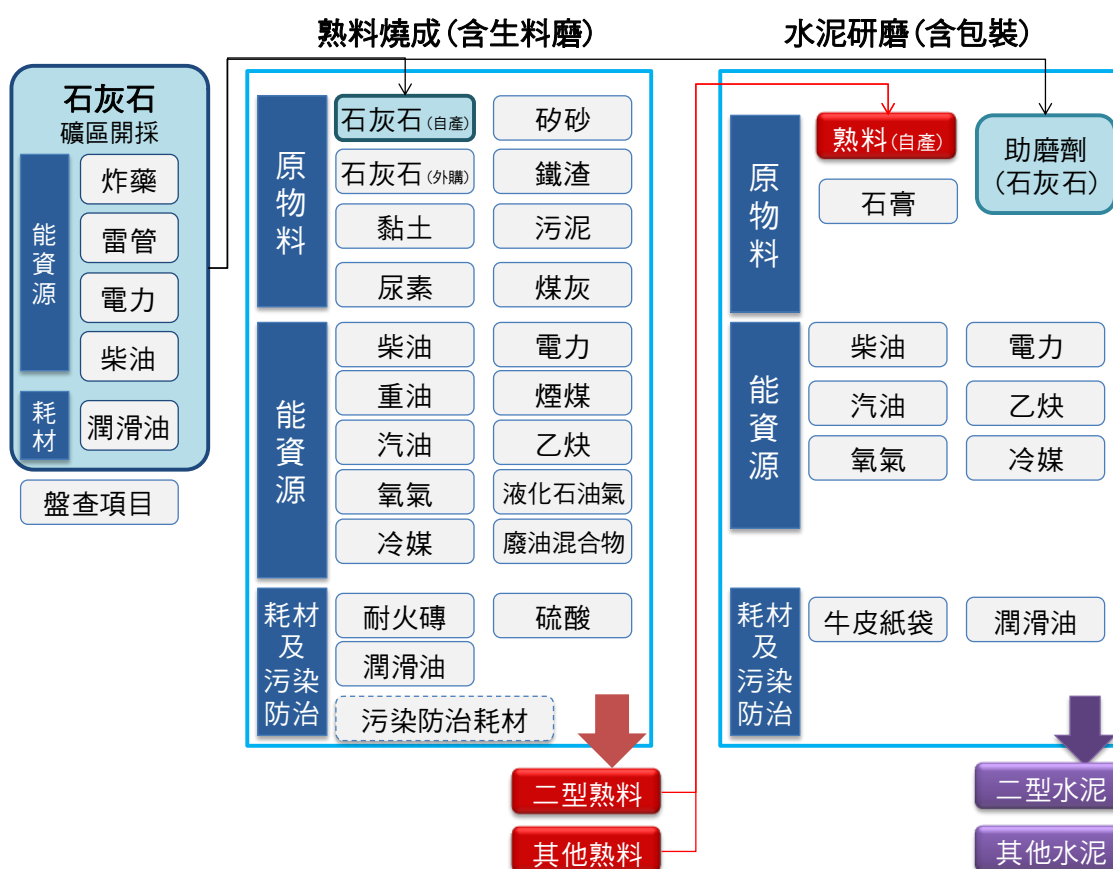 熟料燒成(含生料磨)
水泥研磨(含包裝)
石灰石
礦區開採
能資源
炸藥
雷管
電力
柴油
耗材
潤滑油
盤查項目
原物料
石灰石(自產)
矽砂
石灰石(外購)
鐵渣
黏土
污泥
尿素
煤灰
能資源
柴油
電力
重油
煙煤
汽油
乙炔
氧氣
液化石油氣
冷媒
廢油混合物
耗材
及
污染
防治
耐火磚
硫酸
潤滑油
污染防治耗材
二型熟料
其他熟料
原物料
熟料(自產)
助磨劑
(石灰石)
石膏
能資源
柴油
電力
汽油
乙炔
氧氣
冷媒
耗材
及
污染
防治
牛皮紙袋
潤滑油
二型水泥
其他水泥